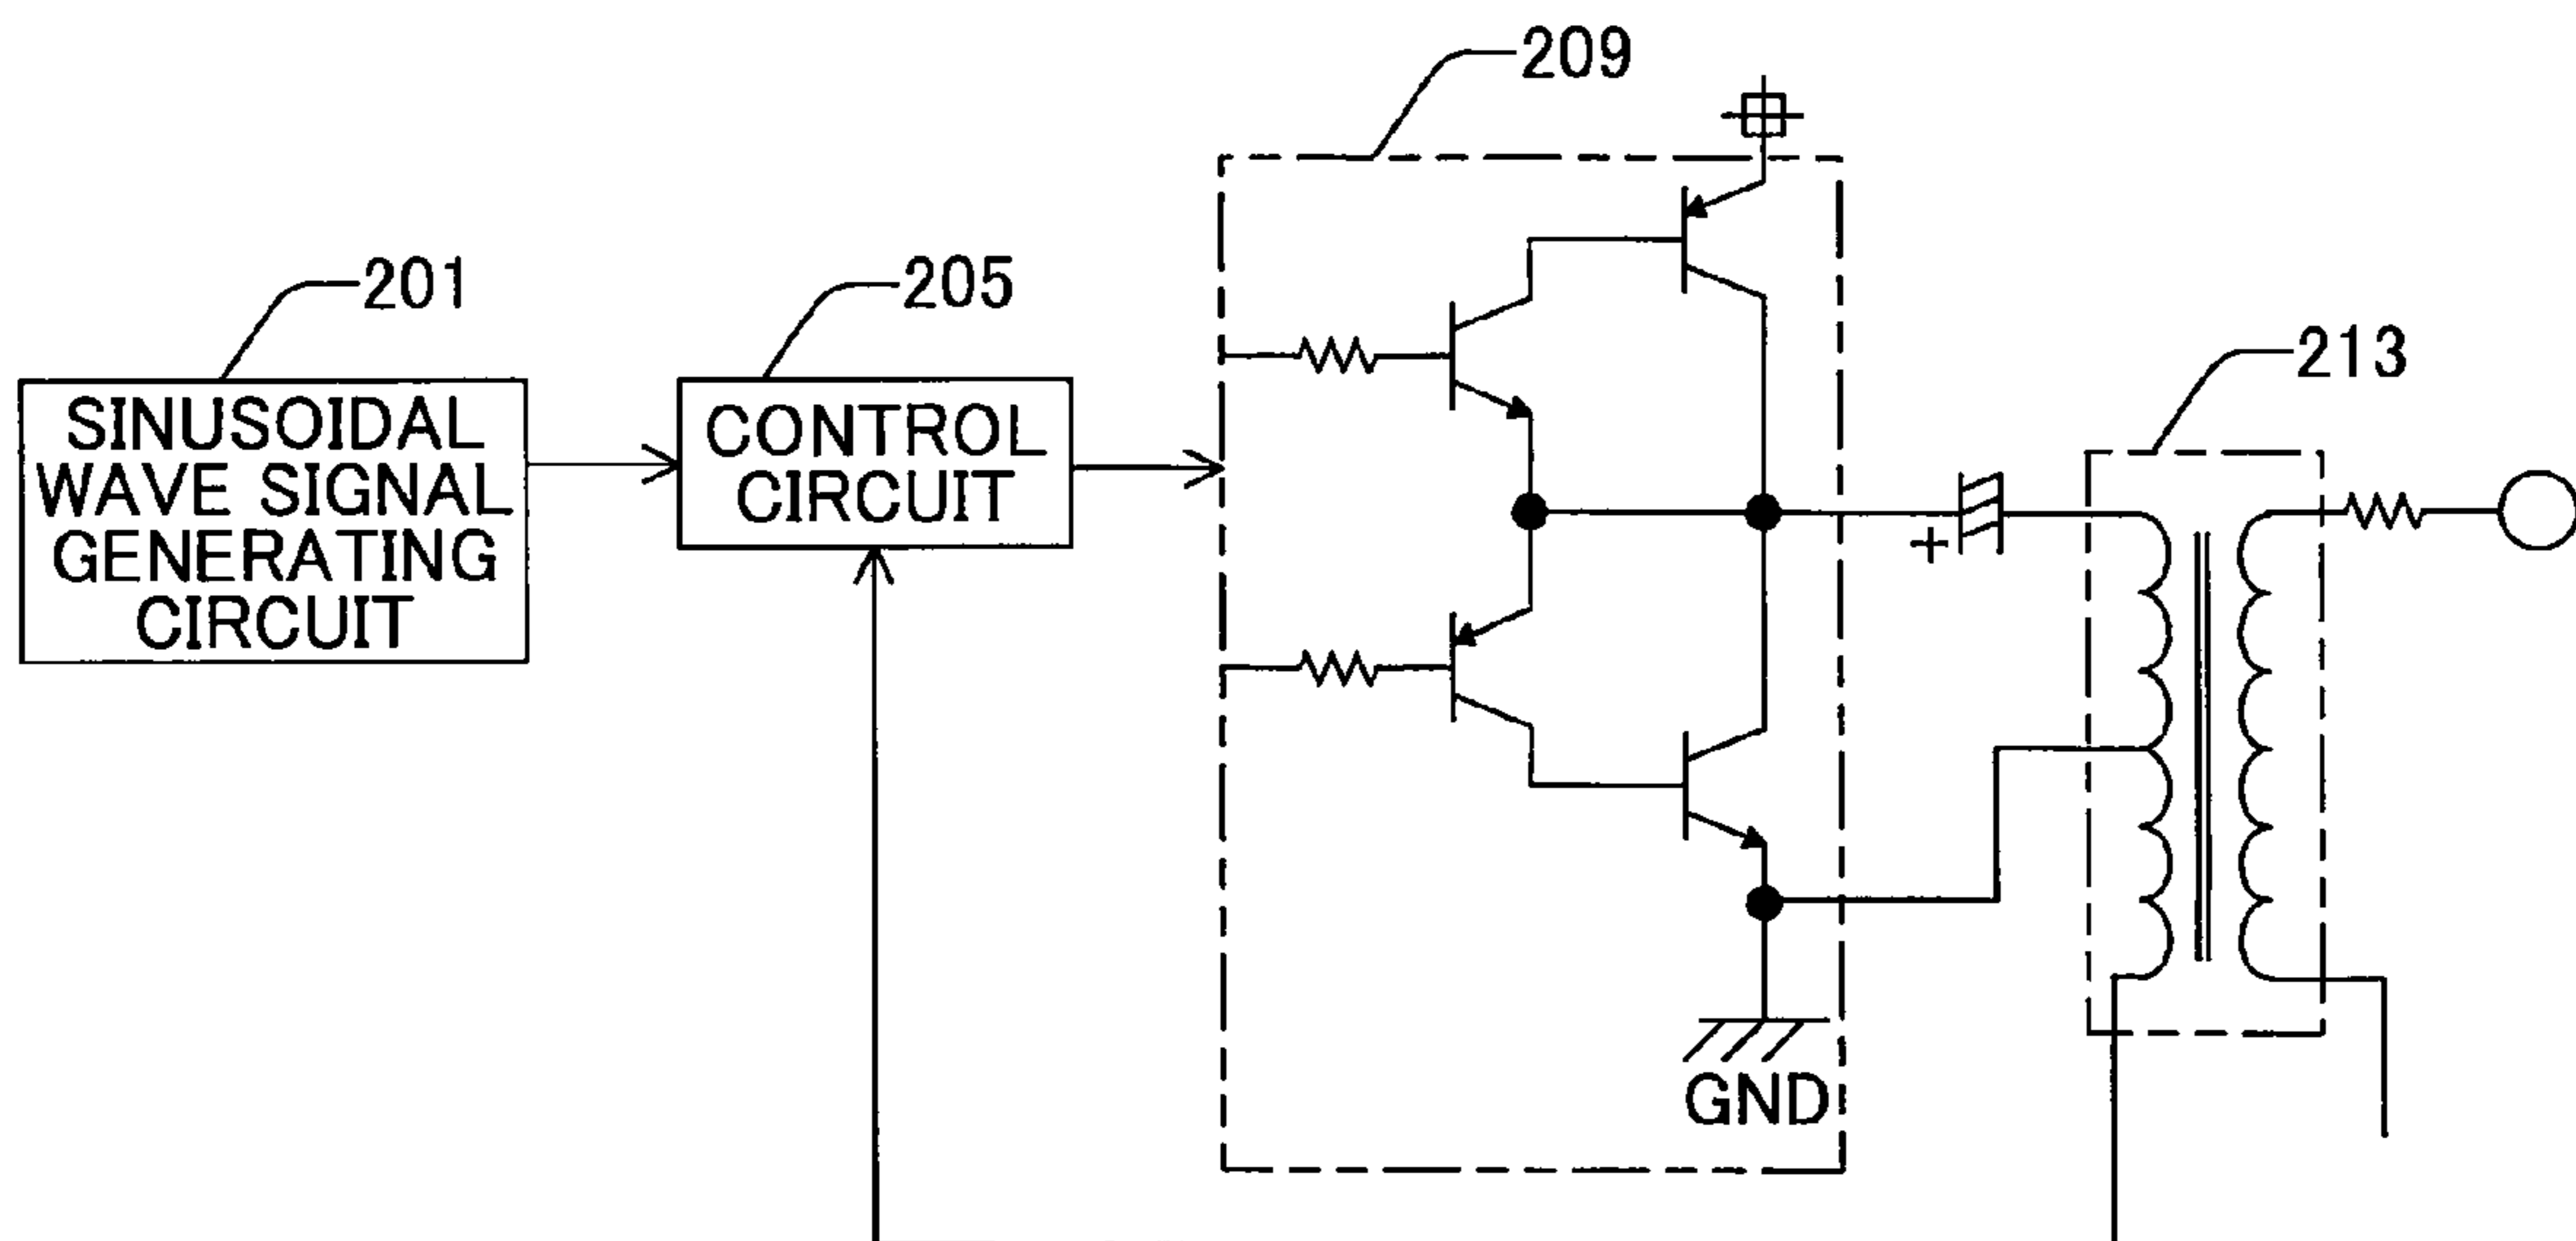 209
201
205
213
SINUSOIDAL
WAVE SIGNAL
GENERATING
CIRCUIT
CONTROL
CIRCUIT
+
GND